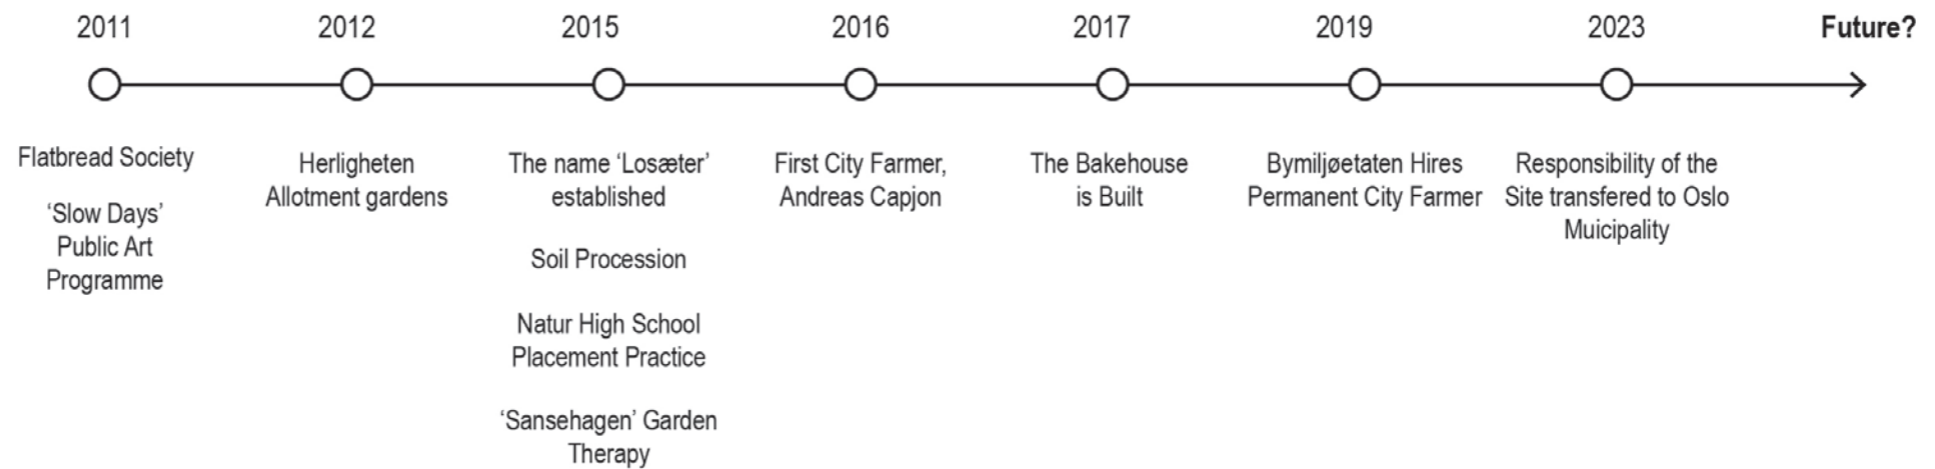 2011
2012
2015
2016
2017
2019
2023
Future?
Flatbread Society
‘Slow Days’
Public Art
Programme
Herligheten
Allotment gardens
The name ‘Losæter’
established
Soil Procession
Natur High School
Placement Practice
‘Sansehagen’ Garden
Therapy
First City Farmer,
Andreas Capjon
The Bakehouse
is Built
Bymiljøetaten Hires
Permanent City Farmer
Responsibility of the
Site transfered to Oslo
Muicipality